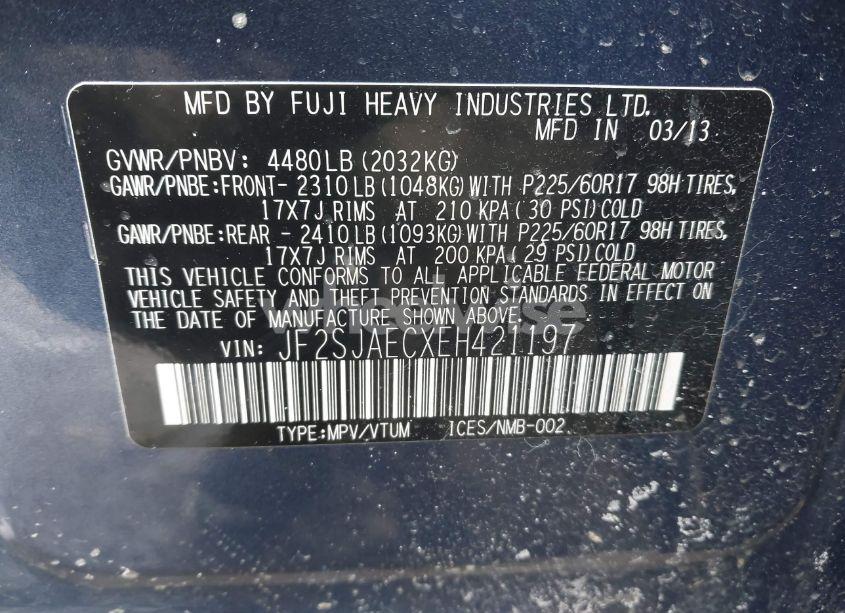 MFD BY FUJI HEAVY INDUSTRIES LTD.
MFD IN 03/13
GVWR/PNBV: 4480LB(2032KG)
GAWR/PNBE:FRONT- 2310LB(1048KG)WITH P225/60R17 98H TIRES,
17X7J RIMS AT 210 KPA(30 PSI)COLD
GAWR/PNBE:REAR - 2410LB(1093KG)WITH P225/60R17 98H TIRES,
17X7J RIMS AT 200 KPA(29 PSI)COLD
THIS VEHICLE CONFORMS TO ALL APPLICABLE FEDERAL MOTOR
VEHICLE SAFETY AND THEFT PREVENTION STANDARDS IN EFFECT ON
THE DATE OF MANUFACTURE SHOWN ABOVE.
VIN: JF2SJAECXEH421197
TYPE:MPV/VTUM ICES/NMB-002